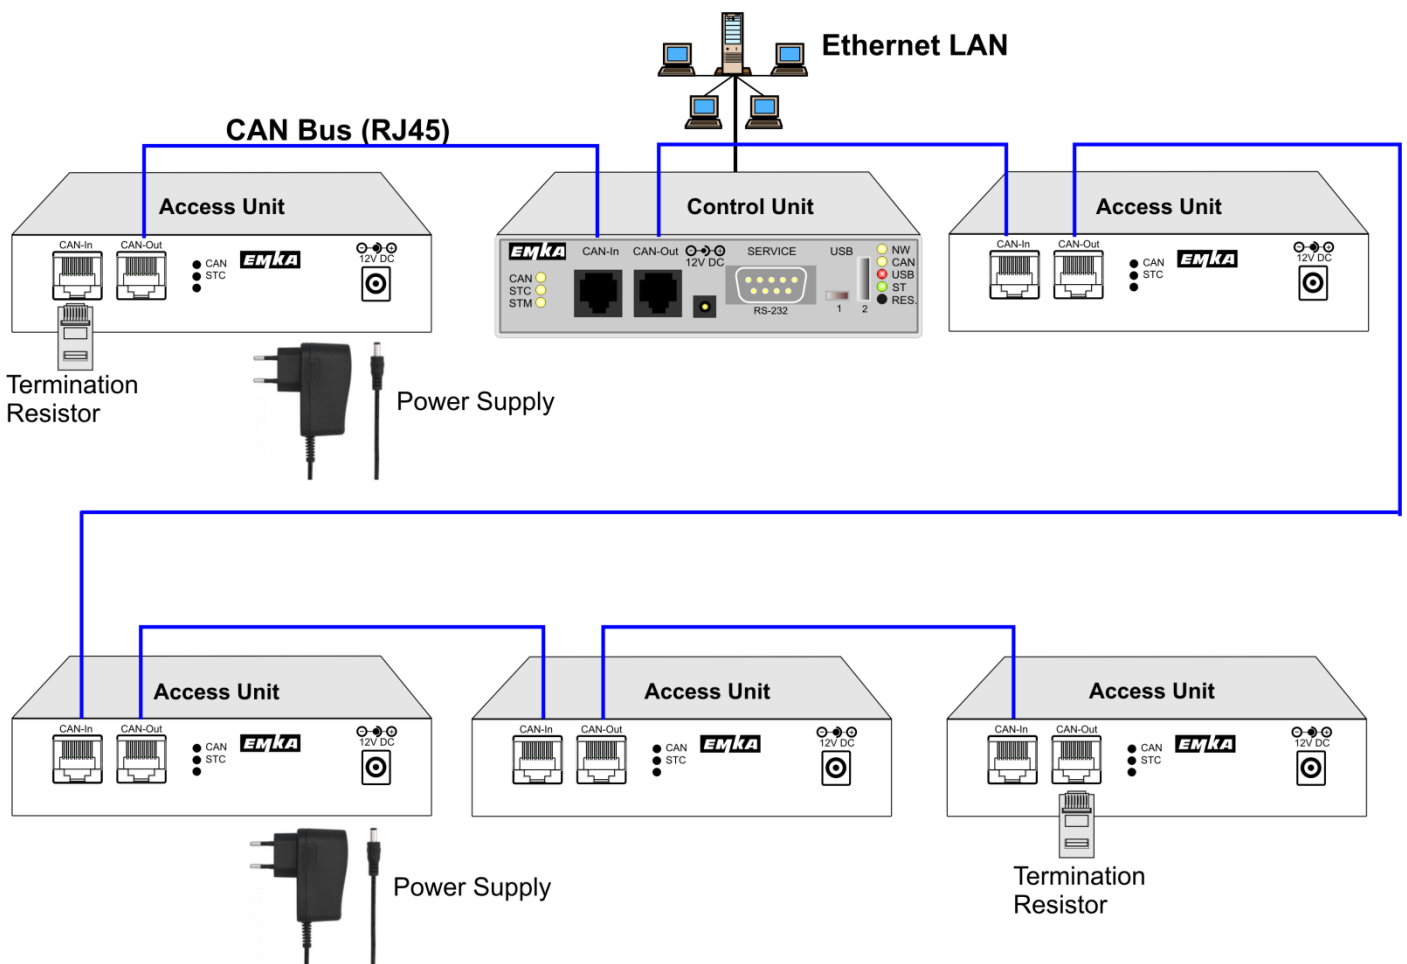 Ethernet LAN
CAN Bus (RJ45)
Access Unit
CAN-In CAN-Out
CAN
STC
EMKA
12V DC
Control Unit
EMKA CAN-In CAN-Out 12V DC SERVICE USB
CAN
STC
STM
RS-232
1 2
NW
CAN
USB
ST
RES.
Access Unit
CAN-In CAN-Out
CAN
STC
EMKA
12V DC
Termination
Resistor
Power Supply
Access Unit
CAN-In CAN-Out
CAN
STC
EMKA
12V DC
Access Unit
CAN-In CAN-Out
CAN
STC
EMKA
12V DC
Access Unit
CAN-In CAN-Out
CAN
STC
EMKA
12V DC
Power Supply
Termination
Resistor